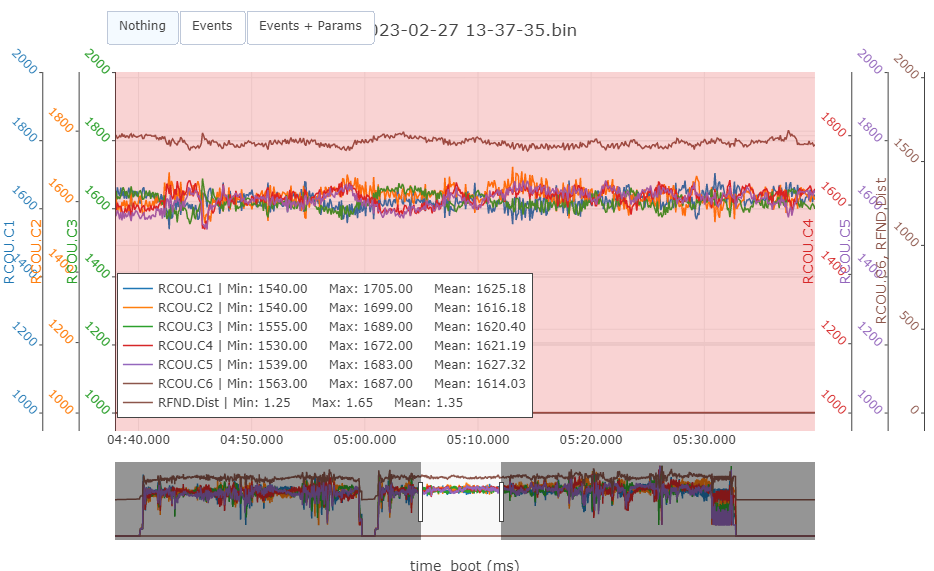 Nothing Events Events + Params
023-02-27 13-37-35.bin
2000 2000 2000
1800 1800 1800 1800 1800
1500
1600 1600 1600 1600 1600
RCOU.C1 RCOU.C2 RCOU.C3 RCOU.C4 RCOU.C5 RCOU.C6, RFND.Dist
1000
1400 1400 1400 1400 1400
500
1200 1200 1200 1200 1200
1000 1000 1000 1000 1000 0
RCOU.C1 | Min: 1540.00 Max: 1705.00 Mean: 1625.18
RCOU.C2 | Min: 1540.00 Max: 1699.00 Mean: 1616.18
RCOU.C3 | Min: 1555.00 Max: 1689.00 Mean: 1620.40
RCOU.C4 | Min: 1530.00 Max: 1672.00 Mean: 1621.19
RCOU.C5 | Min: 1539.00 Max: 1683.00 Mean: 1627.32
RCOU.C6 | Min: 1563.00 Max: 1687.00 Mean: 1614.03
RFND.Dist | Min: 1.25 Max: 1.65 Mean: 1.35
04:40.000 04:50.000 05:00.000 05:10.000 05:20.000 05:30.000
time_boot (ms)